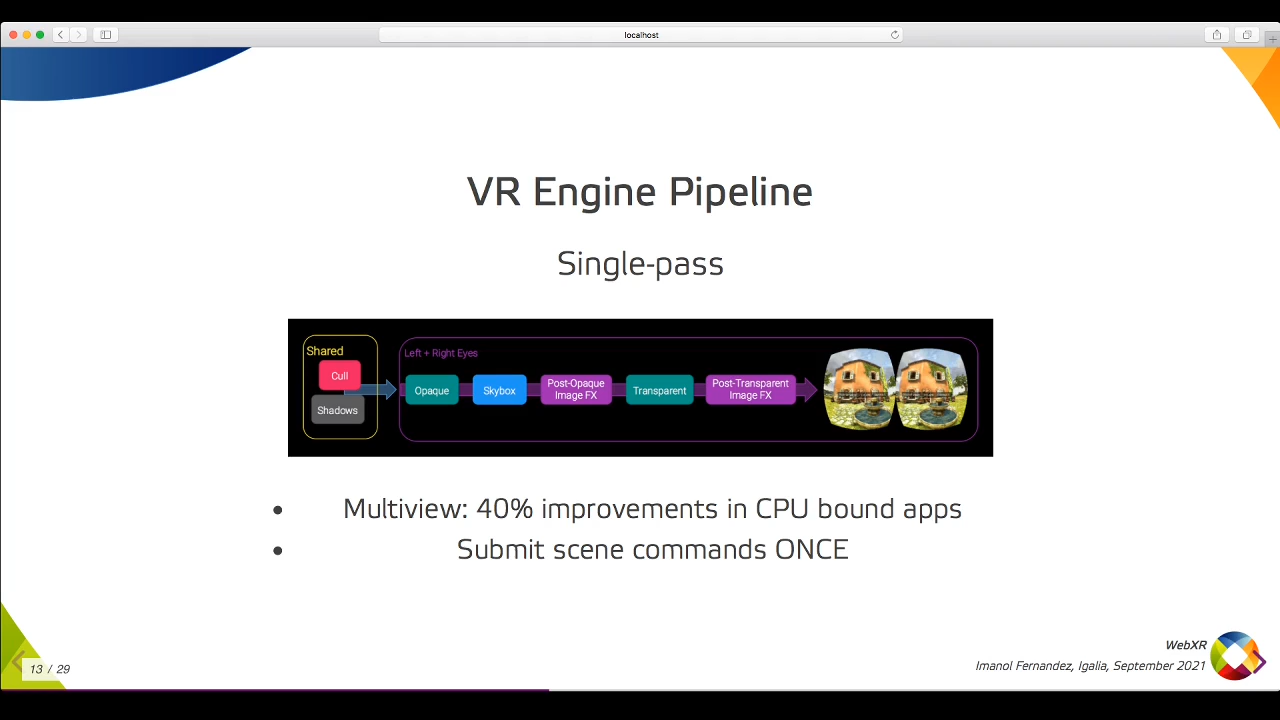 localhost
VR Engine Pipeline
Single-pass
Shared
Cull
Shadows
Left + Right Eyes
Opaque
Skybox
Post-Opaque
Image FX
Transparent
Post-Transparent
Image FX
• Multiview: 40% improvements in CPU bound apps
• Submit scene commands ONCE
WebXR
Imanol Fernandez, Igalia, September 2021
13 / 29